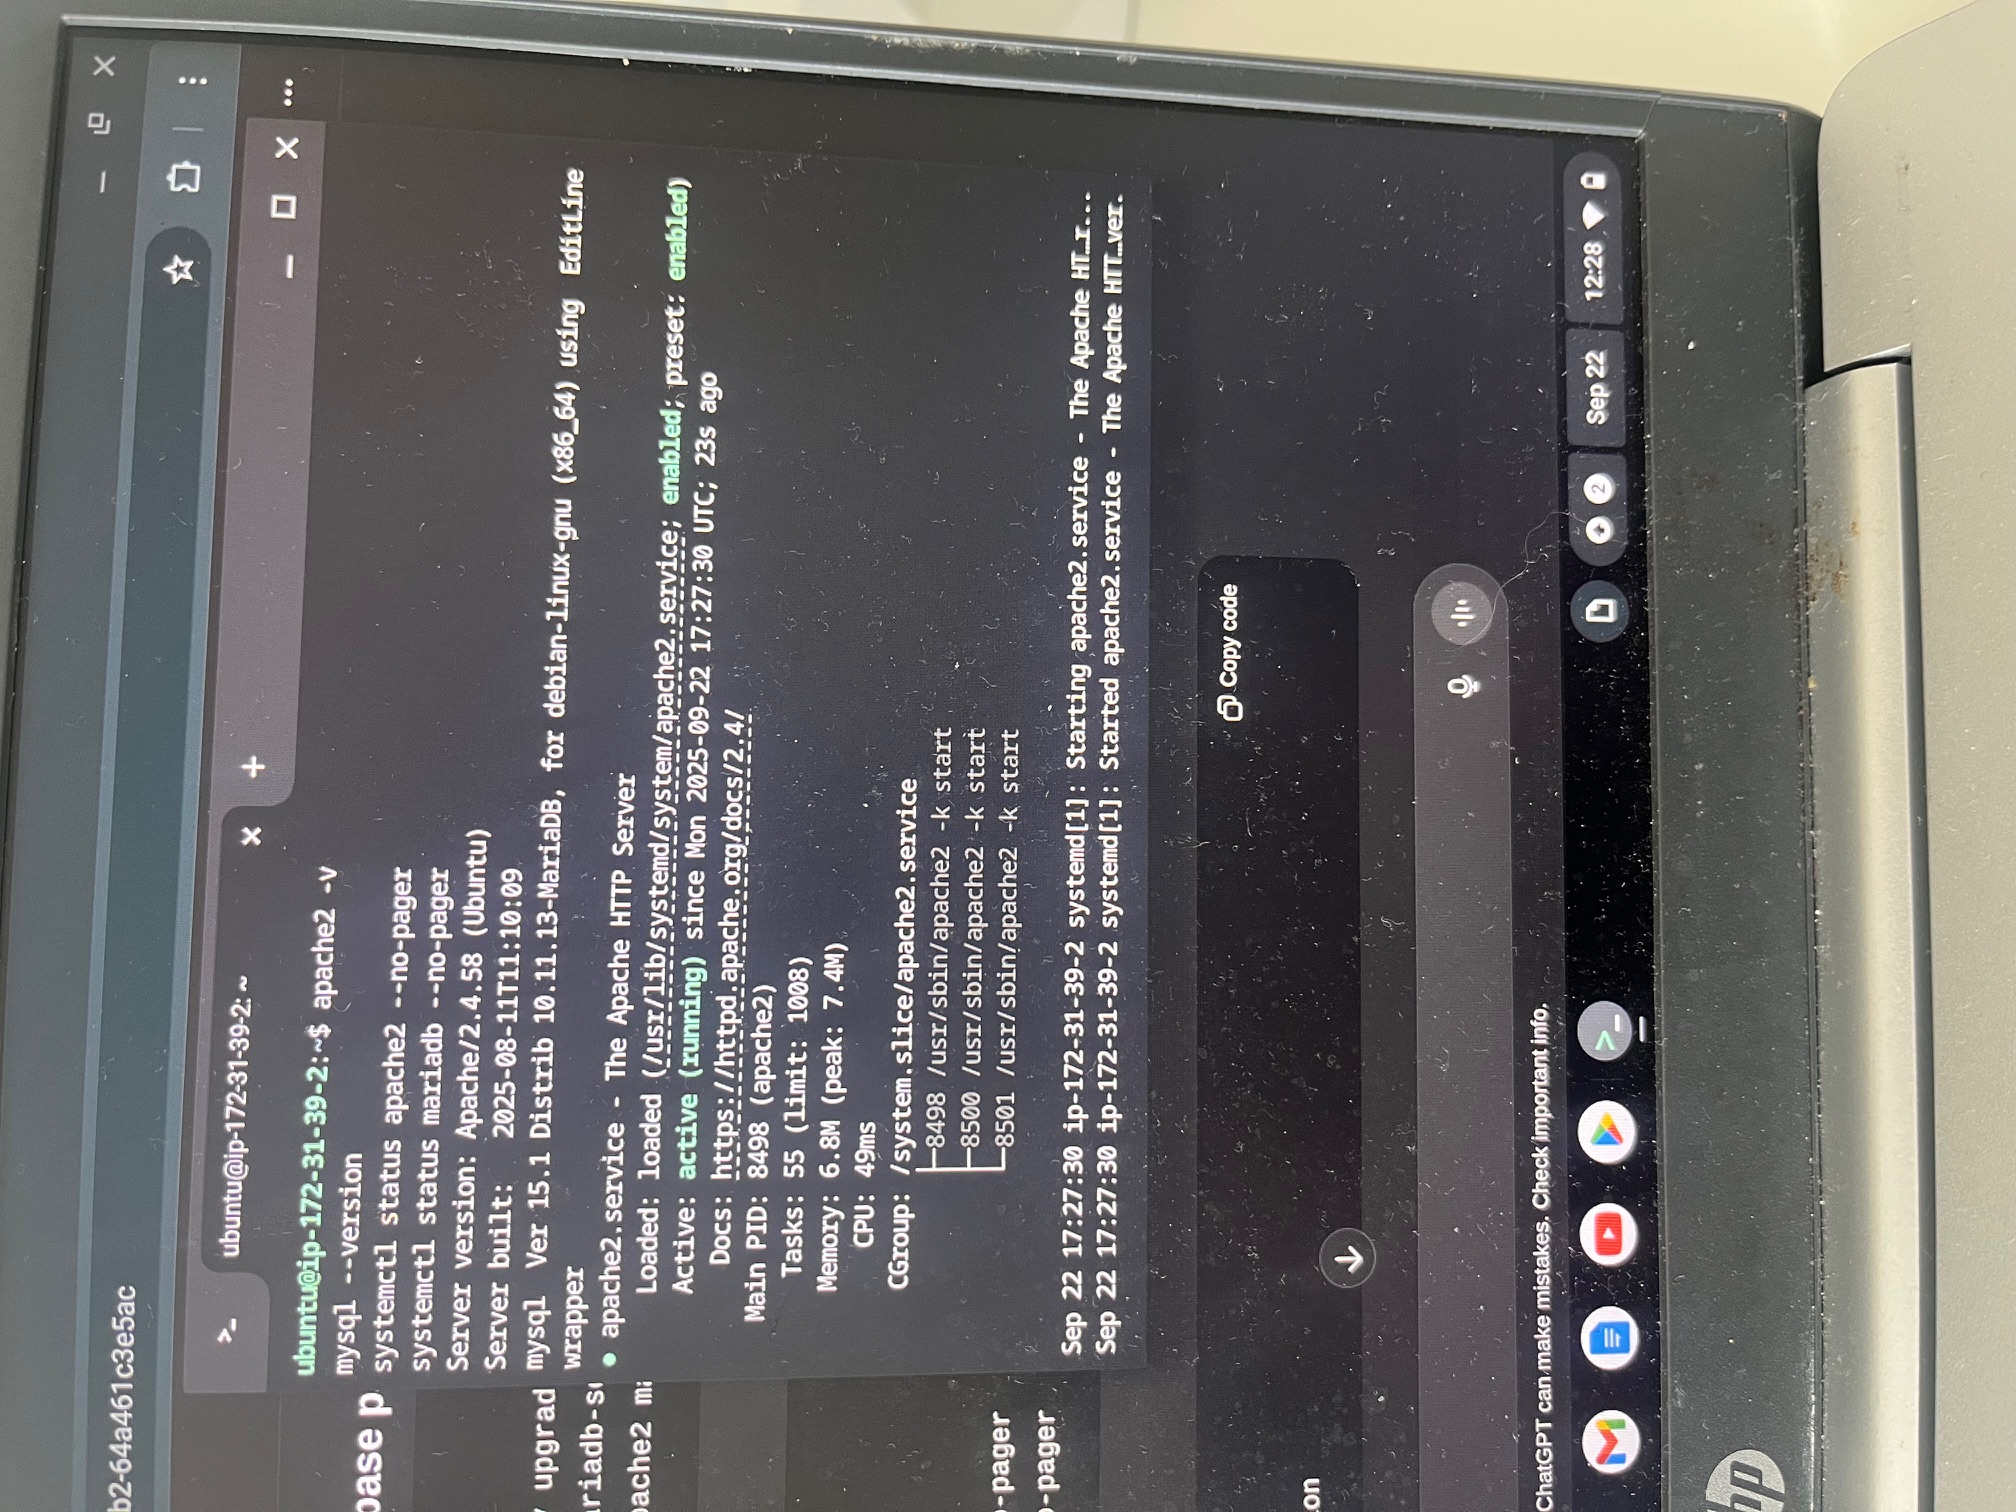 b2-64a461c3e5ac
ubuntu@ip-172-31-39-2: ~
ubuntu@ip-172-31-39-2:~$ apache2 -v
mysql --version
systemctl status apache2 --no-pager
systemctl status mariadb --no-pager
Server version: Apache/2.4.58 (Ubuntu)
Server built:   2025-08-11T11:10:09
mysql  Ver 15.1 Distrib 10.11.13-MariaDB, for debian-linux-gnu (x86_64) using  EditLine
wrapper
● apache2.service - The Apache HTTP Server
Loaded: loaded (/usr/lib/systemd/system/apache2.service; enabled; preset: enabled)
Active: active (running) since Mon 2025-09-22 17:27:30 UTC; 23s ago
Docs: https://httpd.apache.org/docs/2.4/
Main PID: 8498 (apache2)
Tasks: 55 (limit: 1008)
Memory: 6.8M (peak: 7.4M)
CPU: 49ms
CGroup: /system.slice/apache2.service
├─8498 /usr/sbin/apache2 -k start
├─8500 /usr/sbin/apache2 -k start
└─8501 /usr/sbin/apache2 -k start
Sep 22 17:27:30 ip-172-31-39-2 systemd[1]: Starting apache2.service - The Apache HT…r...
Sep 22 17:27:30 ip-172-31-39-2 systemd[1]: Started apache2.service - The Apache HTT…ver.
base p
upgrad
ariadb-se
pache2 ma
-pager
-pager
Copy code
on
ChatGPT can make mistakes. Check important info.
2
Sep 22
12:28
hp